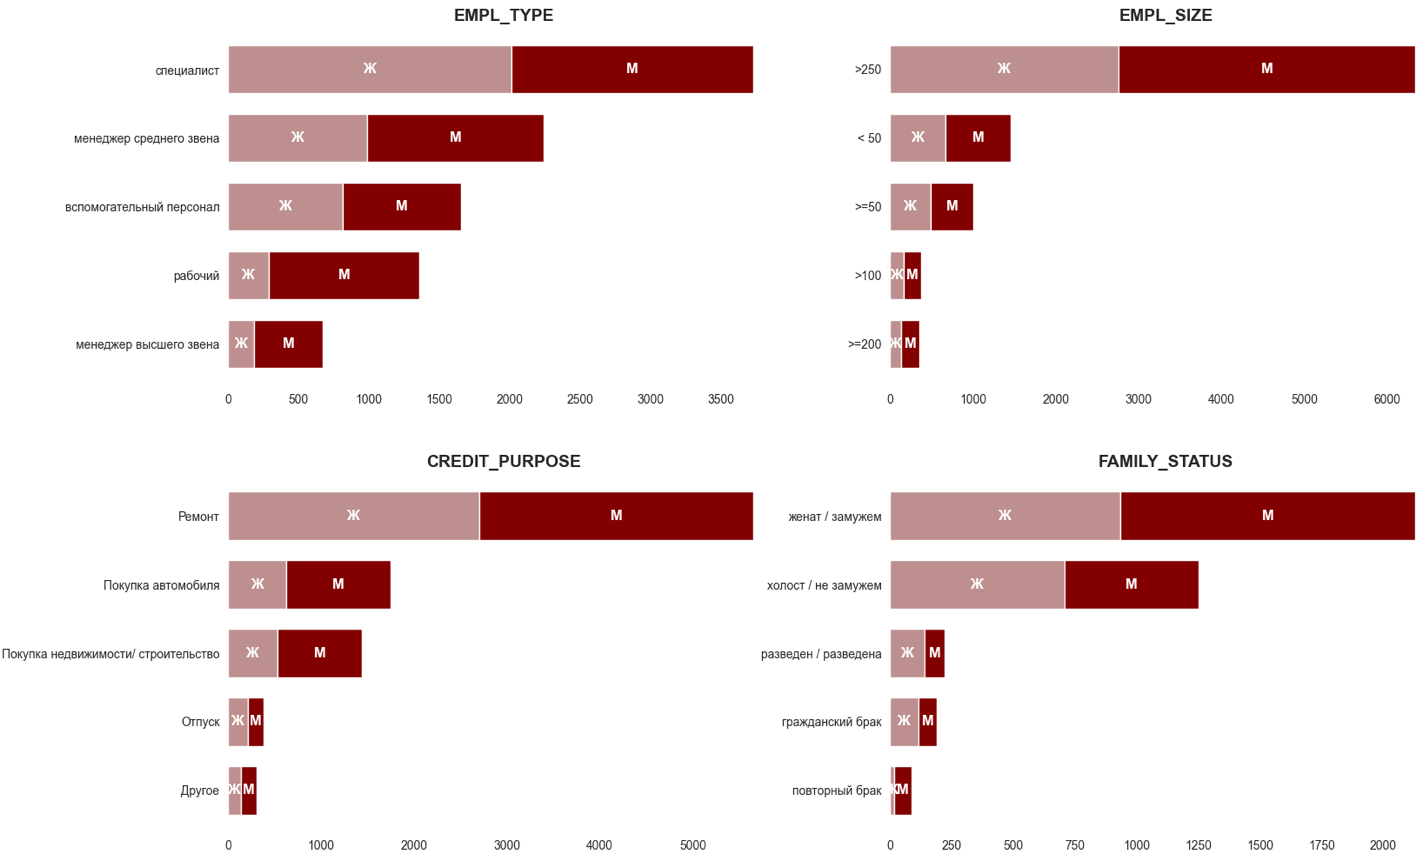 EMPL_TYPE
специалист Ж М
менеджер среднего звена Ж М
вспомогательный персонал Ж М
рабочий Ж М
менеджер высшего звена Ж М
0 500 1000 1500 2000 2500 3000 3500
EMPL_SIZE
>250 Ж М
< 50 Ж М
>=50 Ж М
>100 Ж М
>=200 Ж М
0 1000 2000 3000 4000 5000 6000
CREDIT_PURPOSE
Ремонт Ж М
Покупка автомобиля Ж М
Покупка недвижимости/ строительство Ж М
Отпуск Ж М
Другое Ж М
0 1000 2000 3000 4000 5000
FAMILY_STATUS
женат / замужем Ж М
холост / не замужем Ж М
разведен / разведена Ж М
гражданский брак Ж М
повторный брак Ж М
0 250 500 750 1000 1250 1500 1750 2000